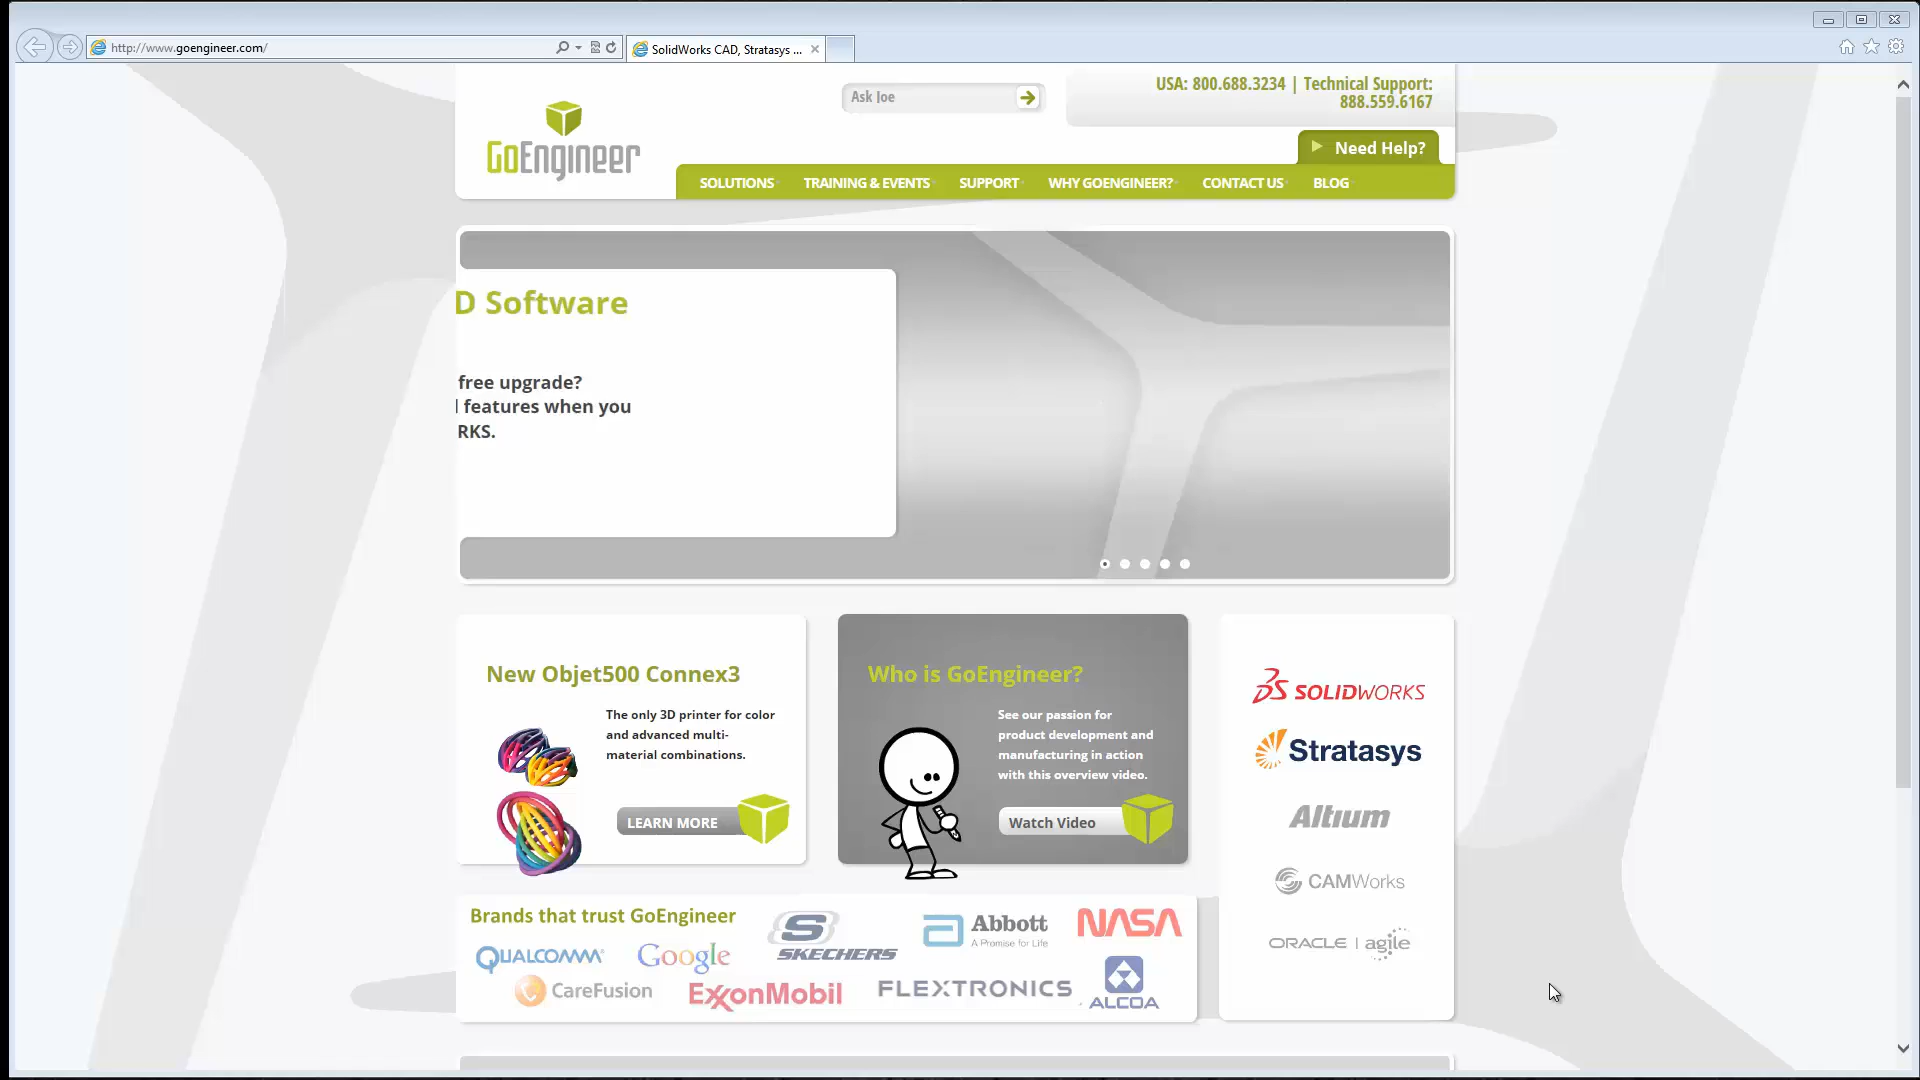 http://www.goengineer.com/
SolidWorks CAD, Stratasys ...
Ask Joe
USA: 800.688.3234 | Technical Support:
888.559.6167
GoEngineer
Need Help?
SOLUTIONS
TRAINING & EVENTS
SUPPORT
WHY GOENGINEER?
CONTACT US
BLOG
D Software
free upgrade?
features when you
RKS.
New Objet500 Connex3
The only 3D printer for color
and advanced multi-
material combinations.
LEARN MORE
Who is GoEngineer?
See our passion for
product development and
manufacturing in action
with this overview video.
Watch Video
SOLIDWORKS
Stratasys
Altium
CAMWorks
ORACLE | agile
Brands that trust GoEngineer
S
SKECHERS
Abbott
A Promise for Life
NASA
QUALCOMM
Google
CareFusion
ExxonMobil
FLEXTRONICS
ALCOA